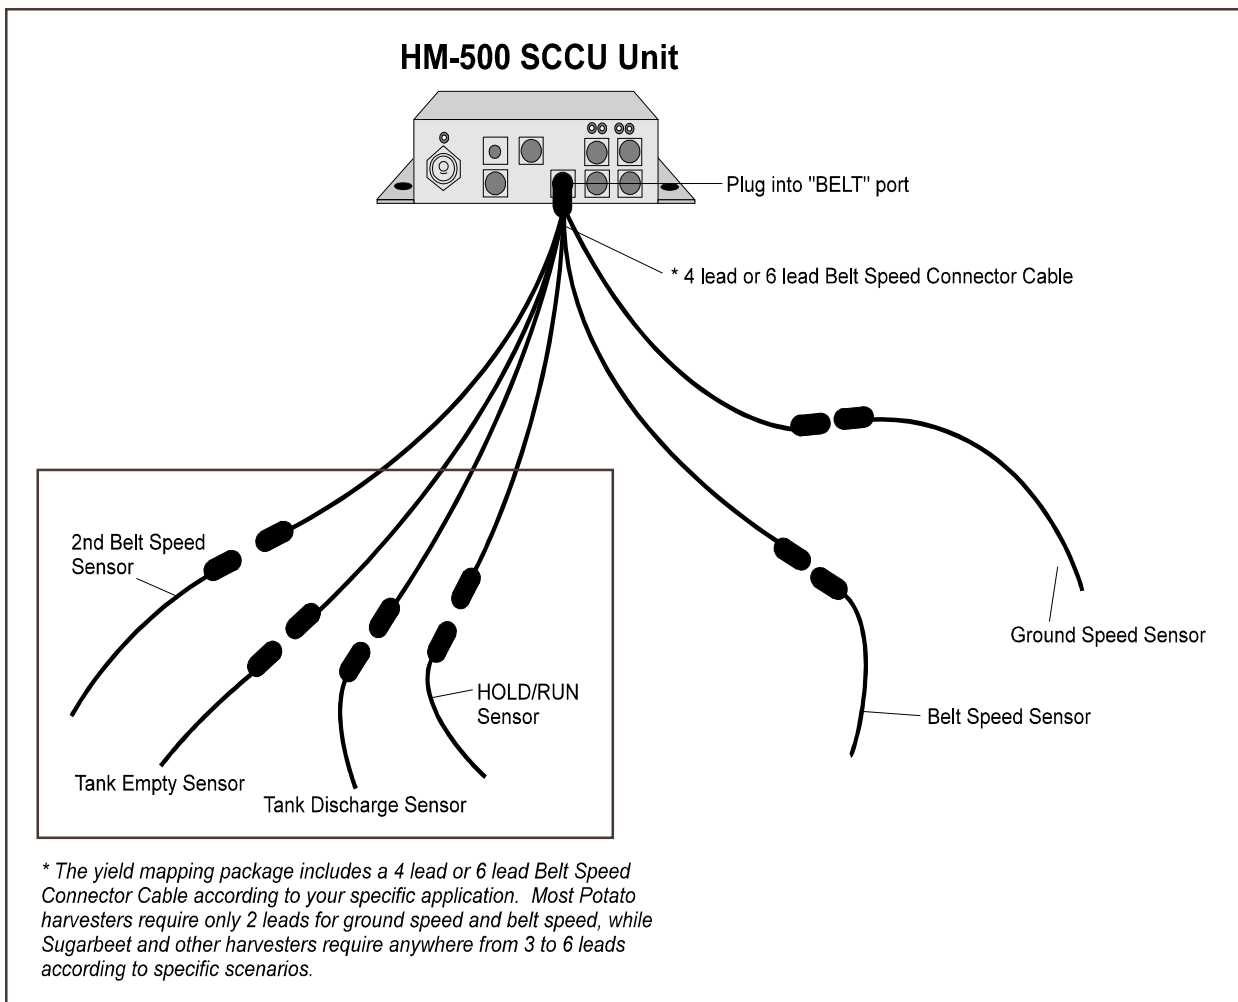 HM-500 SCCU Unit
Plug into "BELT" port
* 4 lead or 6 lead Belt Speed Connector Cable
2nd Belt Speed
Sensor
Ground Speed Sensor
HOLD/RUN
Sensor
Belt Speed Sensor
Tank Empty Sensor
Tank Discharge Sensor
* The yield mapping package includes a 4 lead or 6 lead Belt Speed
Connector Cable according to your specific application.  Most Potato
harvesters require only 2 leads for ground speed and belt speed, while
Sugarbeet and other harvesters require anywhere from 3 to 6 leads
according to specific scenarios.